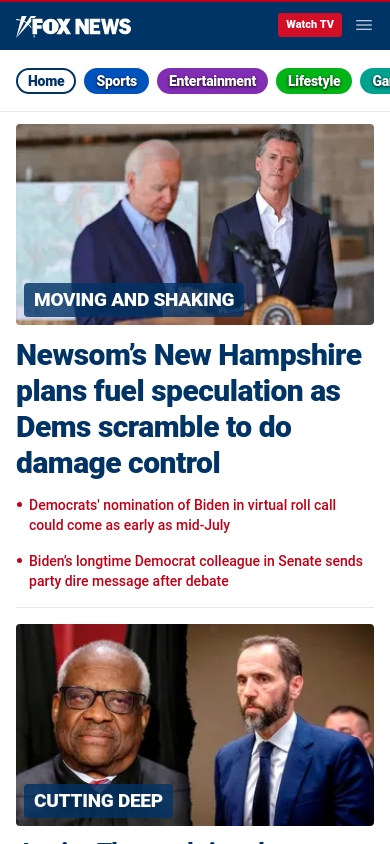 FOX NEWS
Watch TV
Home
Sports
Entertainment
Lifestyle
MOVING AND SHAKING
Newsom’s New Hampshire
plans fuel speculation as
Dems scramble to do
damage control
• Democrats' nomination of Biden in virtual roll call
could come as early as mid-July
• Biden’s longtime Democrat colleague in Senate sends
party dire message after debate
CUTTING DEEP